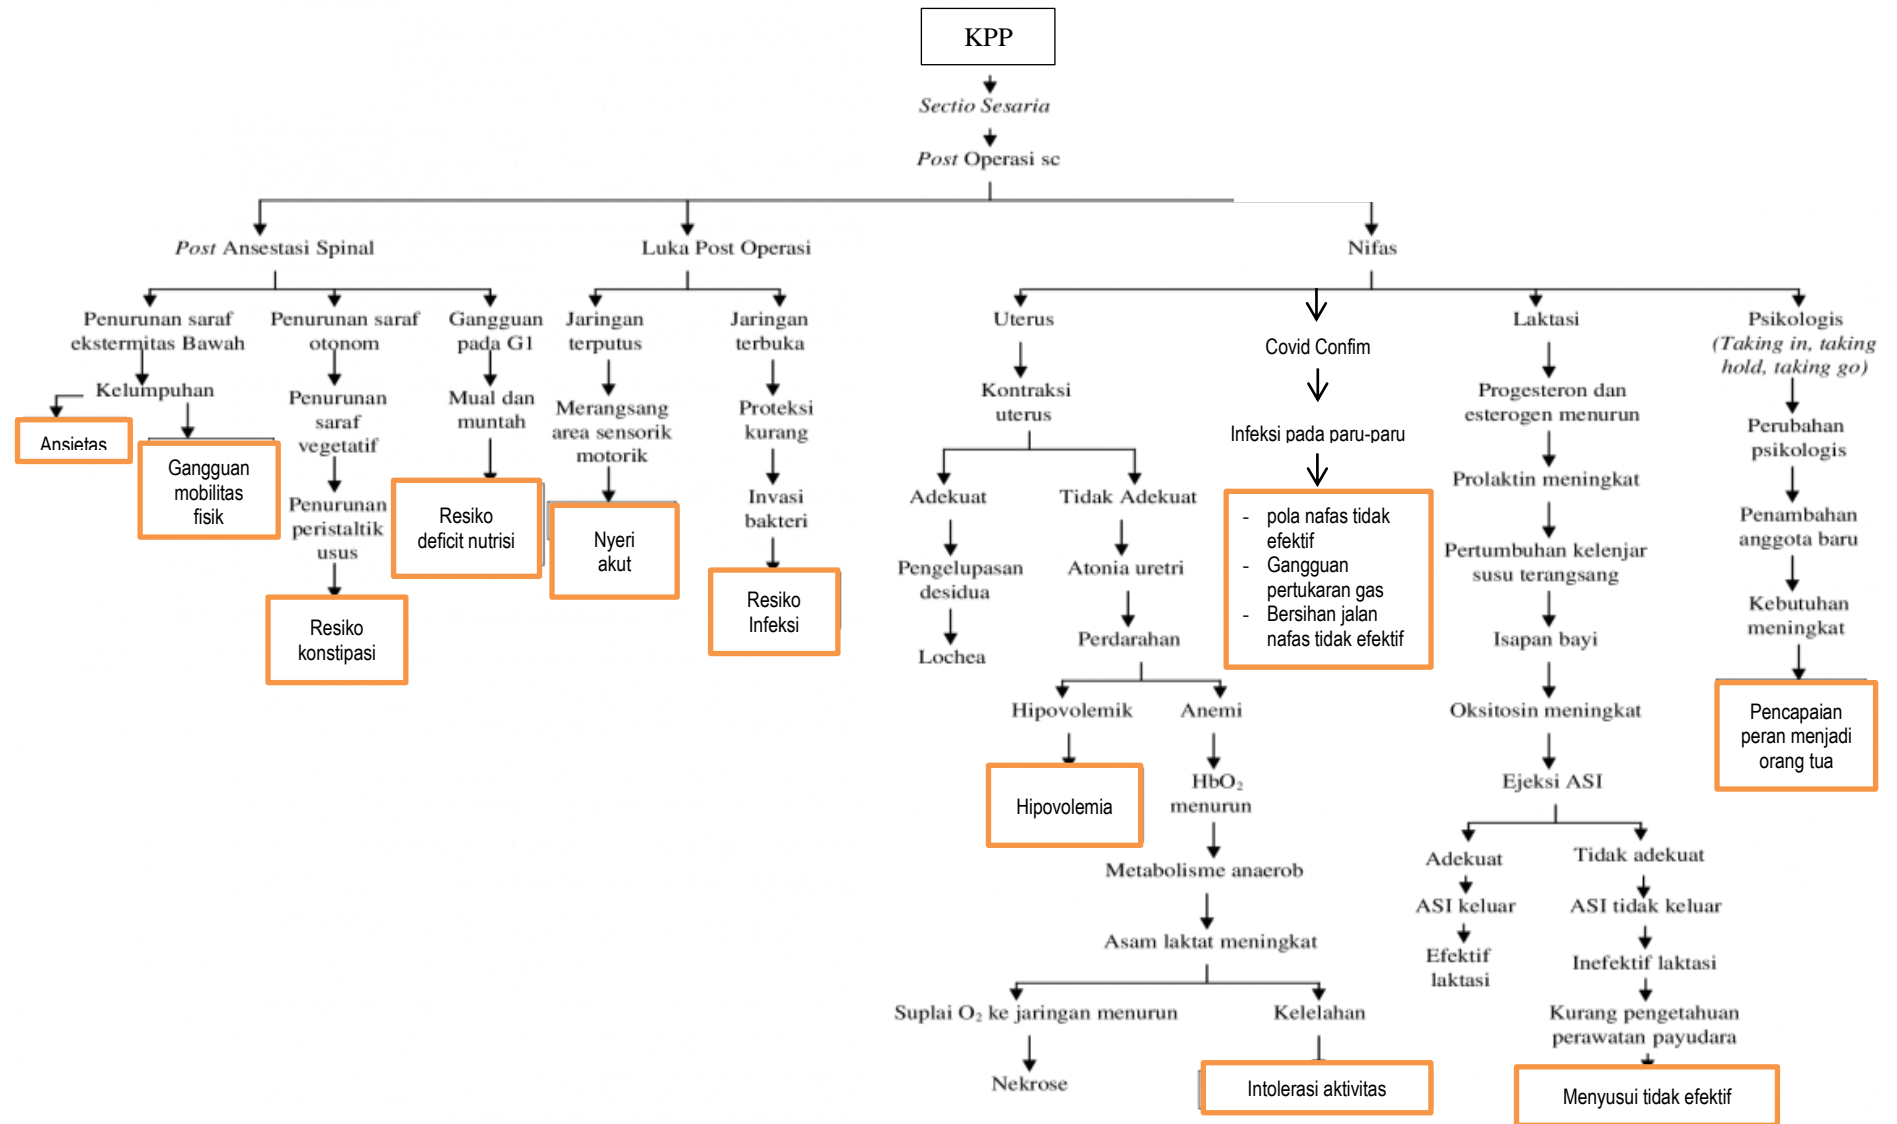 KPP
Sectio Sesaria
Post Operasi sc
Post Ansestasi Spinal
Luka Post Operasi
Nifas
Penurunan saraf
ekstermitas Bawah
Kelumpuhan
Ansietas
Gangguan
mobilitas
fisik
Penurunan saraf
otonom
Penurunan
saraf
vegetatif
Penurunan
peristaltik
usus
Resiko
konstipasi
Gangguan
pada G1
Mual dan
muntah
Resiko
deficit nutrisi
Jaringan
terputus
Merangsang
area sensorik
motorik
Nyeri
akut
Jaringan
terbuka
Proteksi
kurang
Invasi
bakteri
Resiko
Infeksi
Uterus
Kontraksi
uterus
Adekuat
Pengelupasan
desidua
Lochea
Tidak Adekuat
Atonia uretri
Perdarahan
Hipovolemik
Hipovolemia
Anemi
HbO₂
menurun
Metabolisme anaerob
Asam laktat meningkat
Suplai O₂ ke jaringan menurun
Nekrose
Kelelahan
Intolerasi aktivitas
Covid Confim
Infeksi pada paru-paru
- pola nafas tidak
efektif
- Gangguan
pertukaran gas
- Bersihan jalan
nafas tidak efektif
Laktasi
Progesteron dan
esterogen menurun
Prolaktin meningkat
Pertumbuhan kelenjar
susu terangsang
Isapan bayi
Oksitosin meningkat
Ejeksi ASI
Adekuat
ASI keluar
Efektif
laktasi
Tidak adekuat
ASI tidak keluar
Inefektif laktasi
Kurang pengetahuan
perawatan payudara
Menyusui tidak efektif
Psikologis
(Taking in, taking
hold, taking go)
Perubahan
psikologis
Penambahan
anggota baru
Kebutuhan
meningkat
Pencapaian
peran menjadi
orang tua